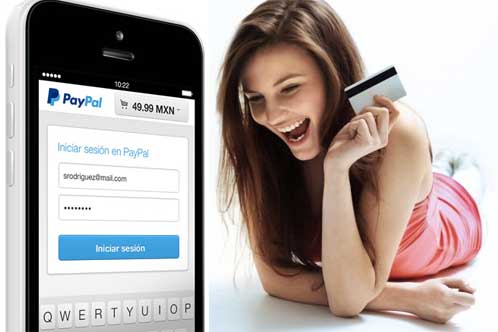 10:22
PayPal 49.99 MXN
Iniciar sesión en PayPal
srodriguez@mail.com
••••••••
Iniciar sesión
Q W E R T Y U I O P